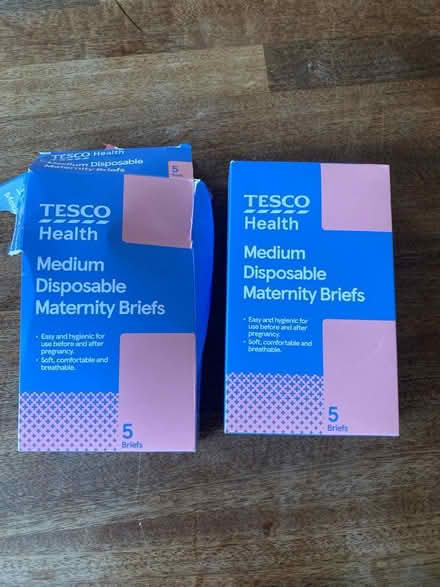 TESCO Health
Medium Disposable
Maternity Briefs
5
Briefs
TESCO
Health
Medium
Disposable
Maternity Briefs
• Easy and hygienic for
use before and after
pregnancy.
• Soft, comfortable and
breathable.
5
Briefs
TESCO
Health
Medium
Disposable
Maternity Briefs
• Easy and hygienic for
use before and after
pregnancy.
• Soft, comfortable and
breathable.
5
Briefs